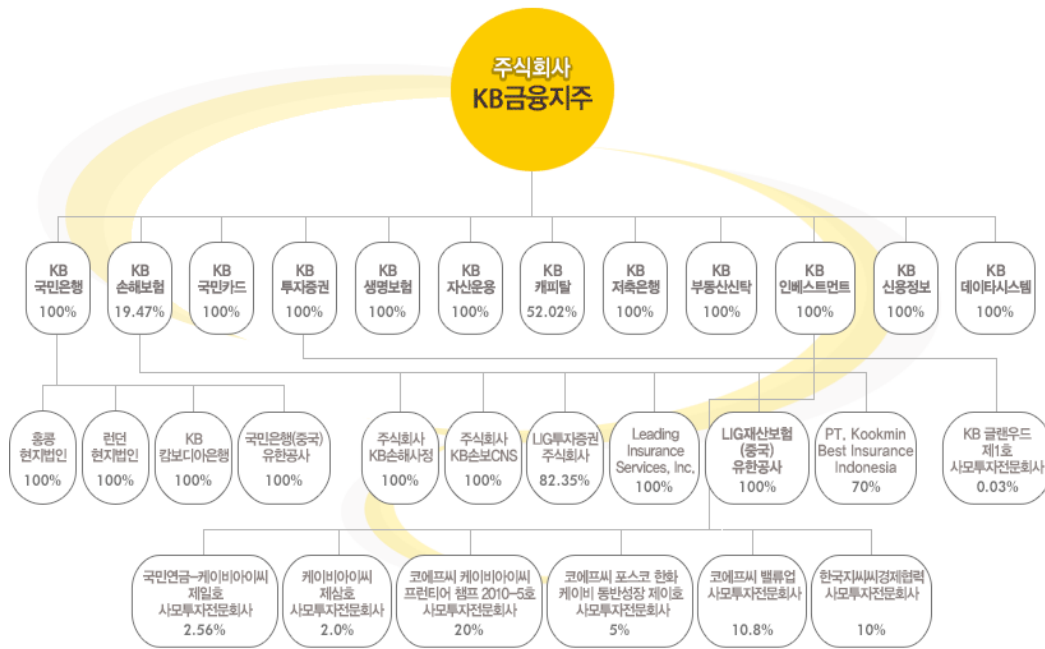 주식회사
KB금융지주
KB
국민은행
100%
KB
손해보험
19.47%
KB
국민카드
100%
KB
투자증권
100%
KB
생명보험
100%
KB
자산운용
100%
KB
캐피탈
52.02%
KB
저축은행
100%
KB
부동산신탁
100%
KB
인베스트먼트
100%
KB
신용정보
100%
KB
데이타시스템
100%
홍콩
현지법인
100%
런던
현지법인
100%
KB
캄보디아은행
100%
국민은행(중국)
유한공사
100%
주식회사
KB손해사정
100%
주식회사
KB손보CNS
100%
LIG투자증권
주식회사
82.35%
Leading
Insurance
Services, Inc.
100%
LIG재산보험
(중국)
유한공사
100%
PT. Kookmin
Best Insurance
Indonesia
70%
KB 글랜우드
제1호
사모투자전문회사
0.03%
국민연금-케이비아이씨
제일호
사모투자전문회사
2.56%
케이비아이씨
제삼호
사모투자전문회사
2.0%
코에프씨 케이비아이씨
프런티어 챔프 2010-5호
사모투자전문회사
20%
코에프씨 포스코 한화
케이비 동반성장 제이호
사모투자전문회사
5%
코에프씨 밸류업
사모투자전문회사
10.8%
한국지씨씨경제협력
사모투자전문회사
10%